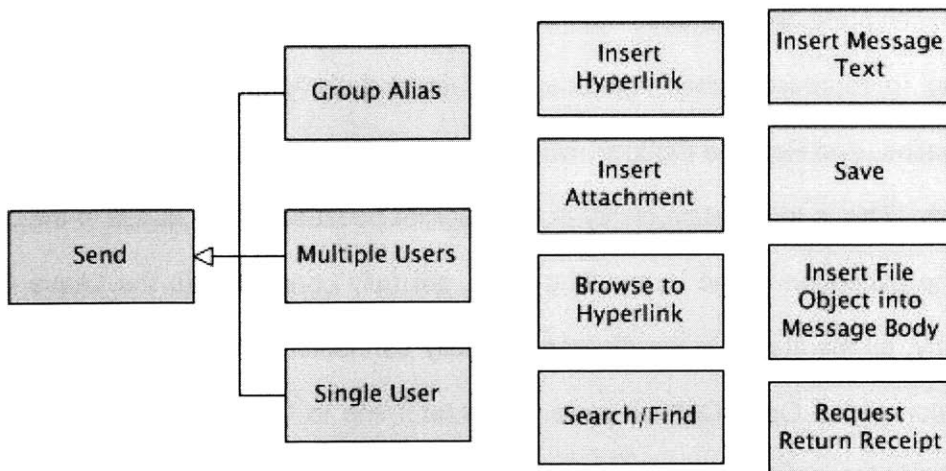 Send
Group Alias
Multiple Users
Single User
Insert
Hyperlink
Insert
Attachment
Browse to
Hyperlink
Search/Find
Insert Message
Text
Save
Insert File
Object into
Message Body
Request
Return Receipt